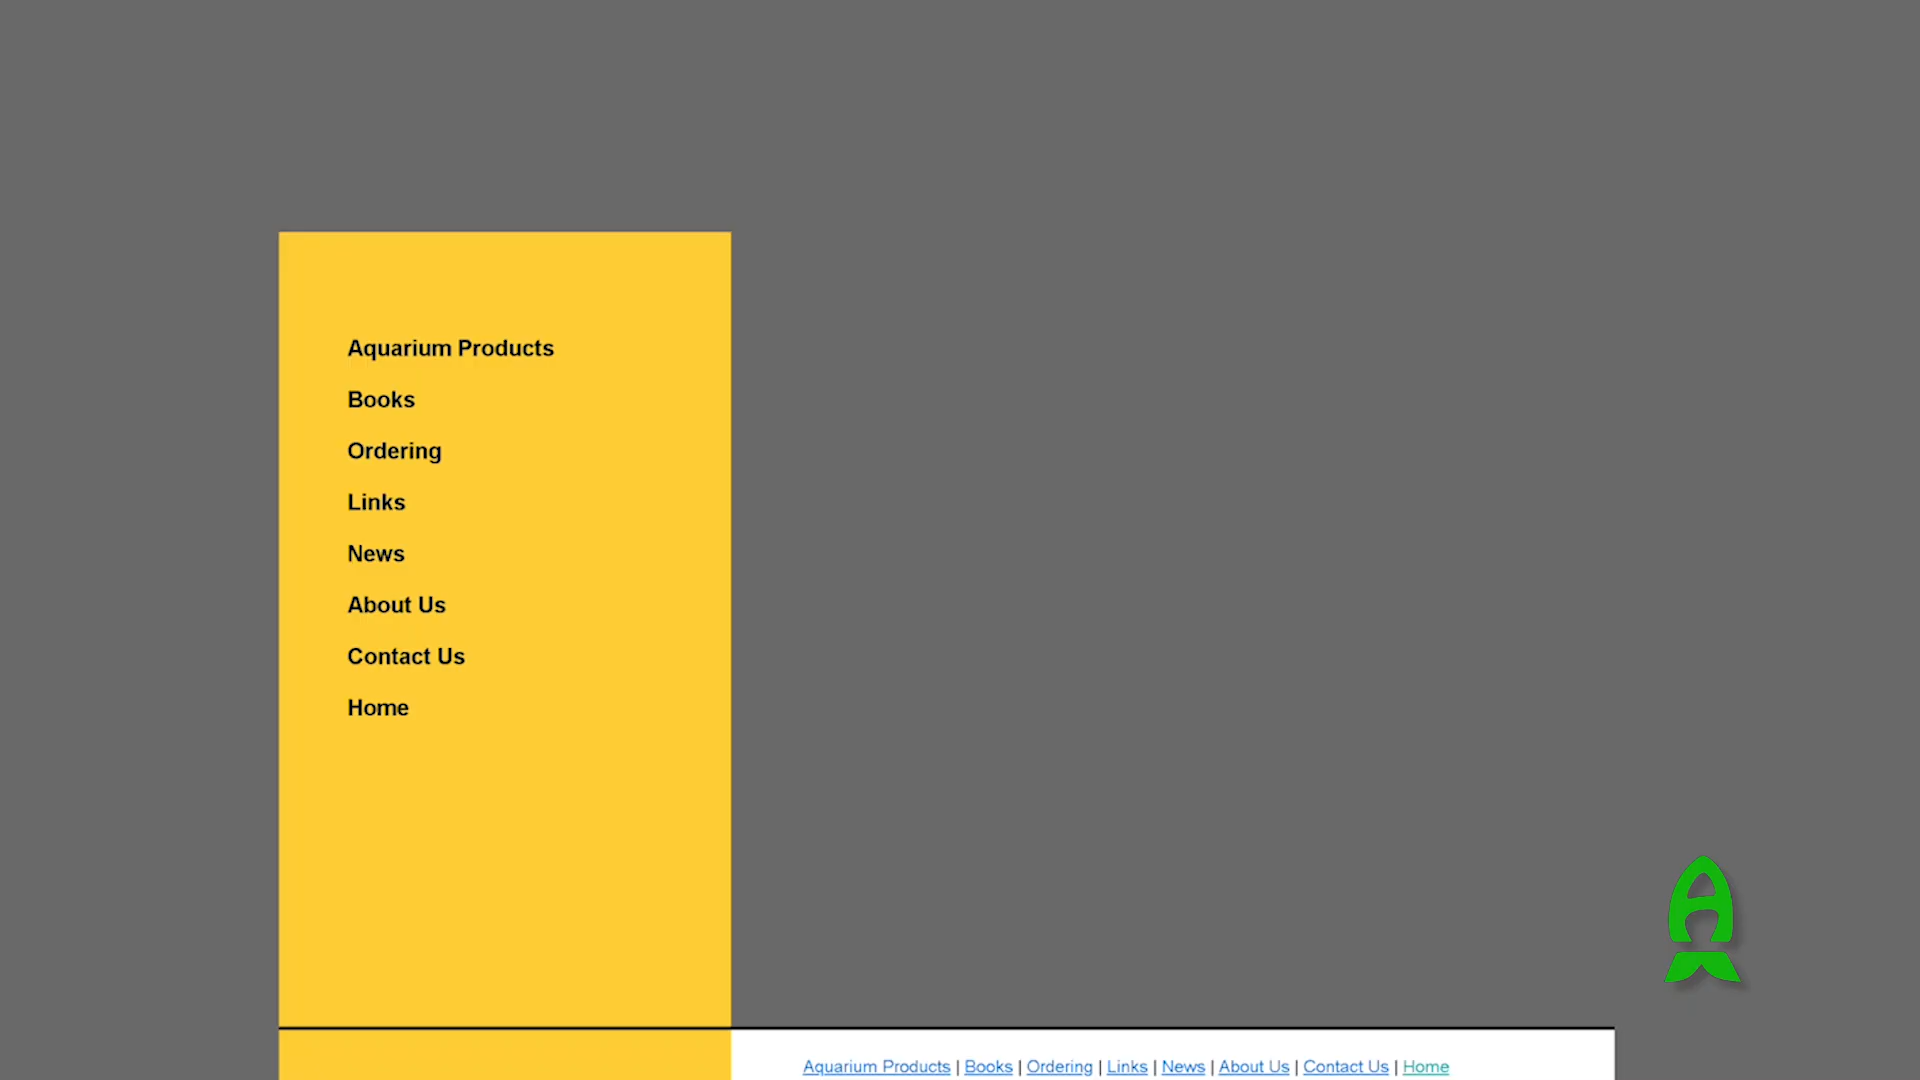 Aquarium Products
Books
Ordering
Links
News
About Us
Contact Us
Home
Aquarium Products | Books | Ordering | Links | News | About Us | Contact Us | Home